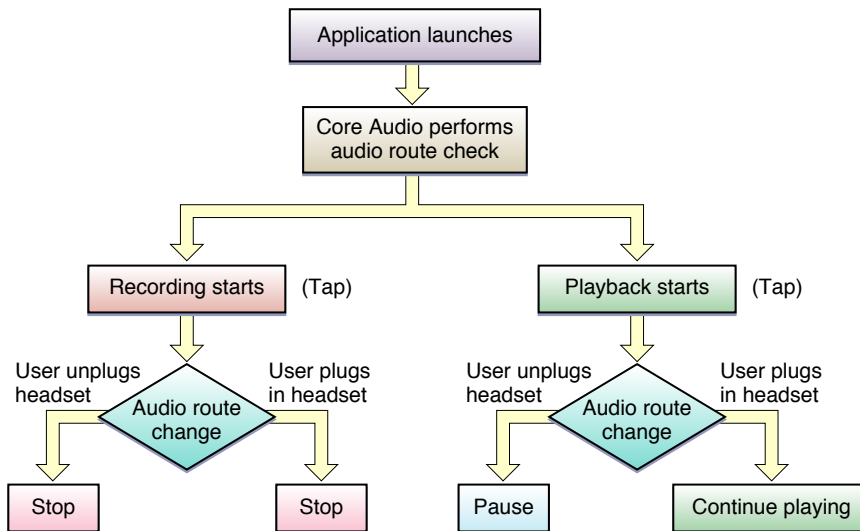 Application launches
Core Audio performs
audio route check
Recording starts
(Tap)
Playback starts
(Tap)
User unplugs
headset
User plugs
in headset
Audio route
change
User unplugs
headset
User plugs
in headset
Audio route
change
Stop
Stop
Pause
Continue playing